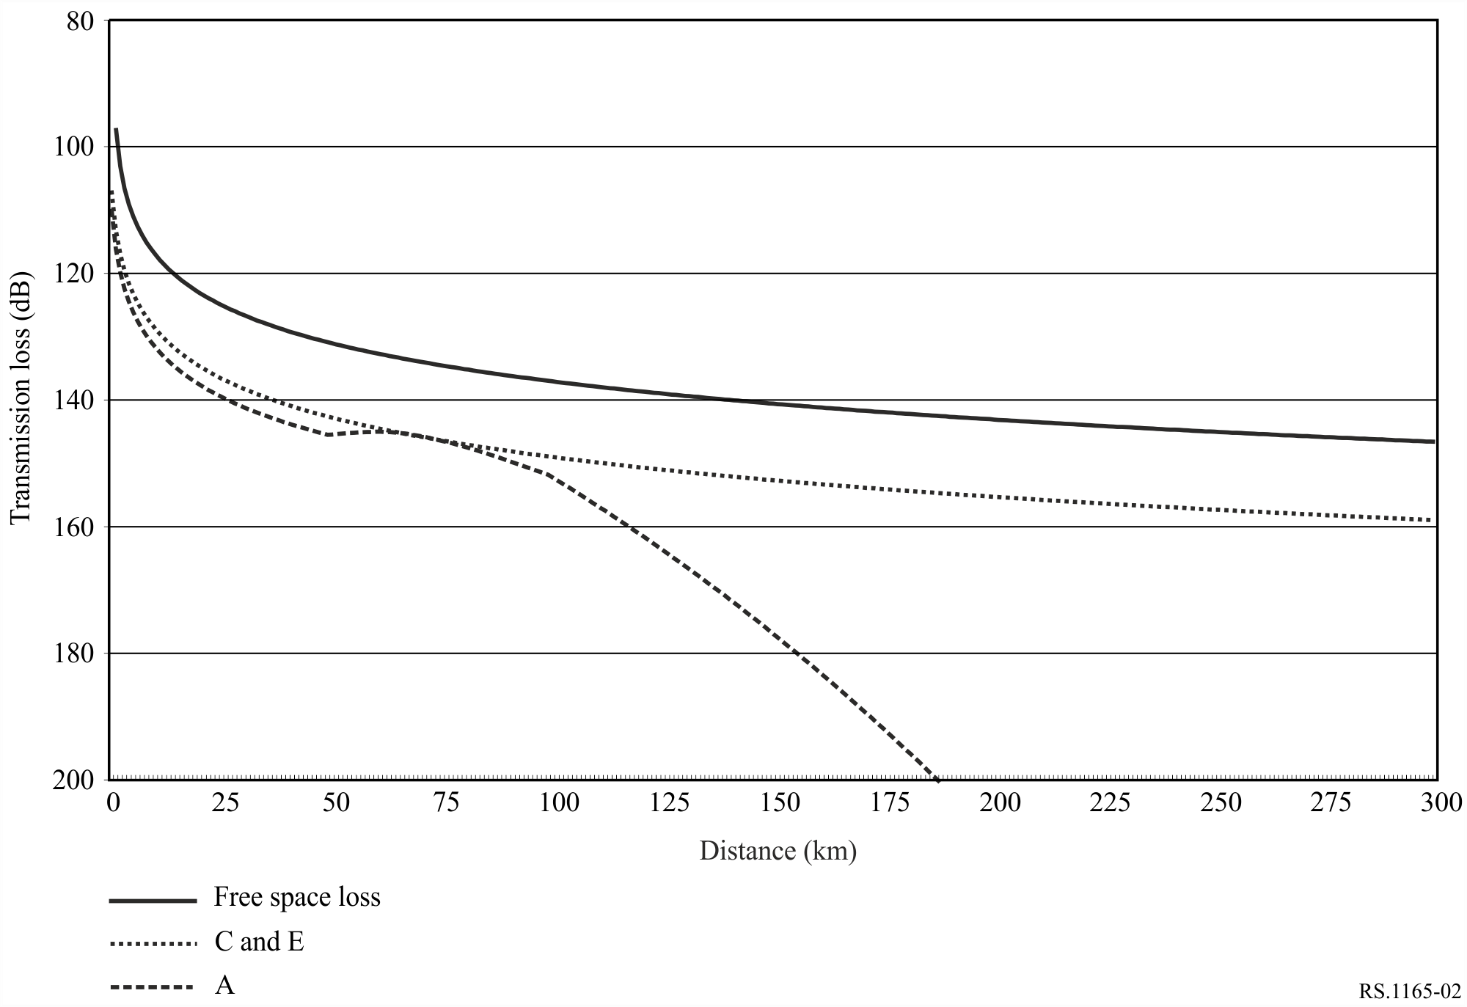 80
100
120
140
160
180
200
Transmission loss (dB)
0 25 50 75 100 125 150 175 200 225 250 275 300
Distance (km)
Free space loss
C and E
A
RS.1165-02